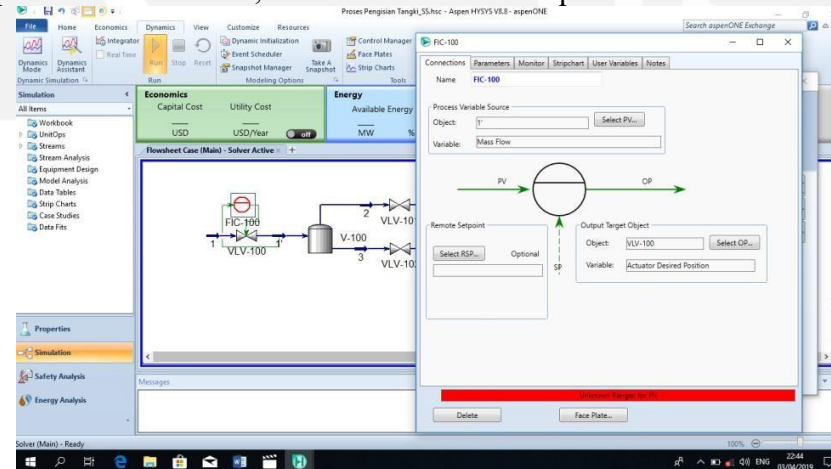 Proses Pengisian Tangki_SS.hsc - Aspen HYSYS V8.8 - aspenONE
File Home Economics Dynamics View Customize Resources
Search aspenONE Exchange
Dynamics Mode
Dynamics Assistant
Dynamic Simulation
Integrator
Real Time
Run Stop Reset
Run
Dynamic Initialization
Event Scheduler
Snapshot Manager
Take A Snapshot
Modeling Options
Control Manager
Face Plates
Strip Charts
Tools
Simulation
All Items
Workbook
UnitOps
Streams
Stream Analysis
Equipment Design
Model Analysis
Data Tables
Strip Charts
Case Studies
Data Fits
Properties
Simulation
Safety Analysis
Energy Analysis
Economics
Capital Cost Utility Cost
USD USD/Year off
Energy
Available Energy
MW %
Flowsheet Case (Main) - Solver Active +
FIC-100
1 1'
VLV-100
V-100
2
VLV-10
3
VLV-10
Messages
FIC-100
Connections Parameters Monitor Stripchart User Variables Notes
Name FIC-100
Process Variable Source
Object: 1' Select PV...
Variable: Mass Flow
PV OP
SP
Remote Setpoint
Select RSP... Optional
Output Target Object
Object: VLV-100 Select OP...
Variable: Actuator Desired Position
Unknown Ranges for PV
Delete Face Plate...
Solver (Main) - Ready
100%
ENG
22:44
03/04/2019